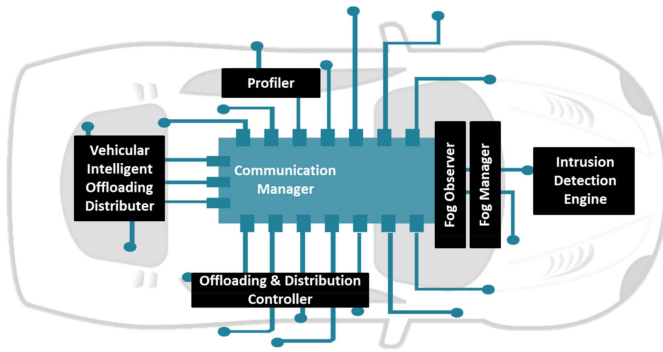 Profiler
Vehicular
Intelligent
Offloading
Distributer
Communication
Manager
Fog Observer
Fog Manager
Intrusion
Detection
Engine
Offloading & Distribution
Controller